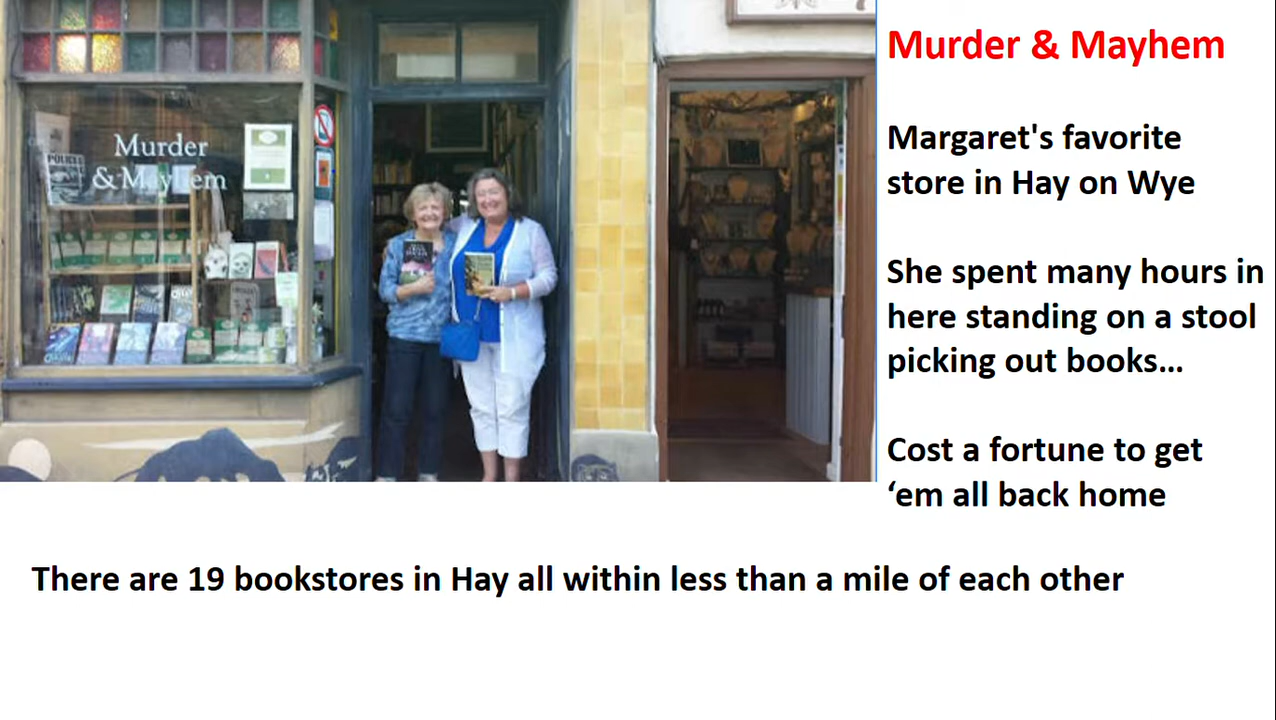 Murder & Mayhem
Murder
& Mayhem
POLICE
Margaret's favorite
store in Hay on Wye
She spent many hours in
here standing on a stool
picking out books...
Cost a fortune to get
‘em all back home
There are 19 bookstores in Hay all within less than a mile of each other